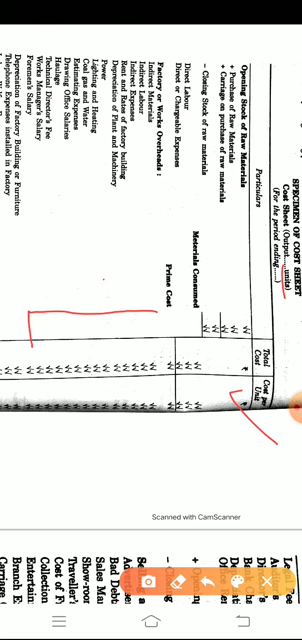 SPECIMEN OF COST SHEET
Cost Sheet (Output.....units)
(For the period ending.......)
Particulars
Total Cost
Cost per Unit
₹
₹
Opening Stock of Raw Materials
+ Purchase of Raw Materials
+ Carriage on purchase of raw materials
– Closing Stock of raw materials
Materials Consumed
Direct Labour
Direct or Chargeable Expenses
Prime Cost
Factory or Works Overheads :
Indirect Materials
Indirect Labour
Indirect Expenses
Rent and Rates of factory building
Depreciation of Plant and Machinery
Power
Lighting and Heating
Coal gas and Water
Estimating Expenses
Drawing Office Salaries
Haulage
Technical Director's Fee
Works Manager's Salary
Foremen's Salary
Depreciation of Factory Building or Furniture
Telephone Expenses installed in Factory
Scanned with CamScanner
Legal
+ Open
Bad Debt
Sales Ma
Show-roo
Traveller'
Cost of
Collection
Entertain
Branch E
Carriage